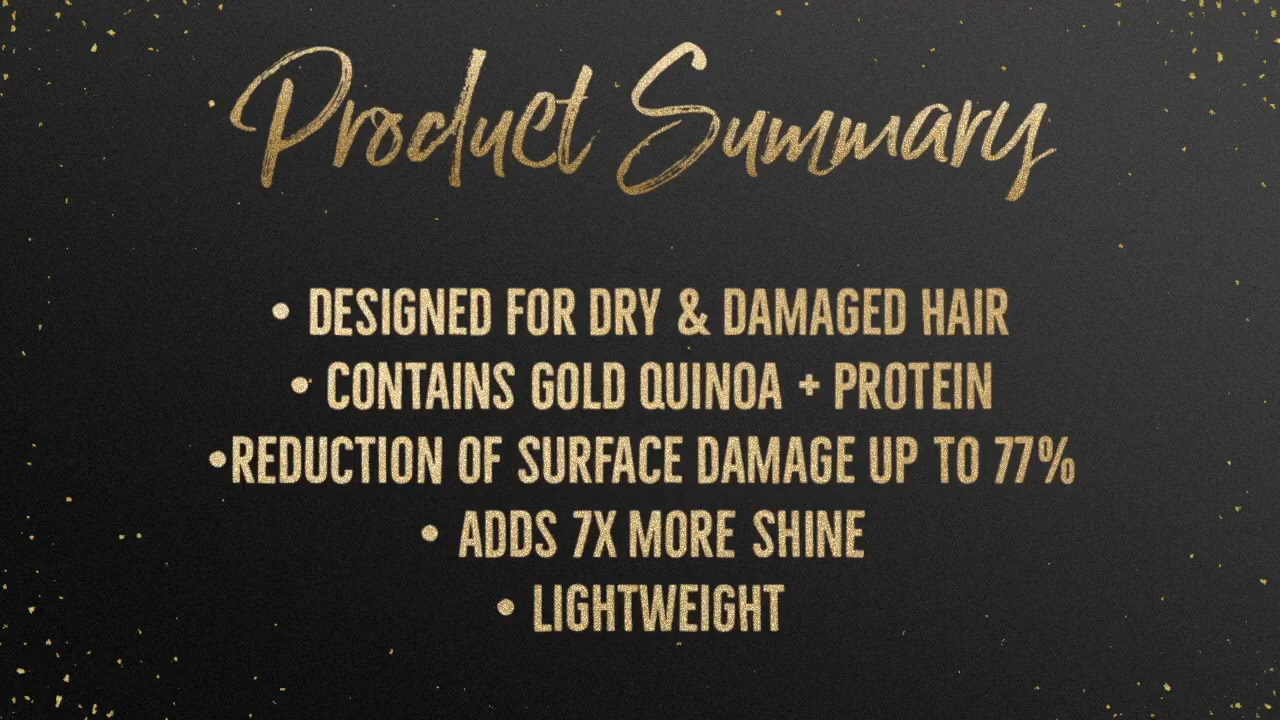 Product Summary
• DESIGNED FOR DRY & DAMAGED HAIR
• CONTAINS GOLD QUINOA + PROTEIN
•REDUCTION OF SURFACE DAMAGE UP TO 77%
• ADDS 7X MORE SHINE
• LIGHTWEIGHT